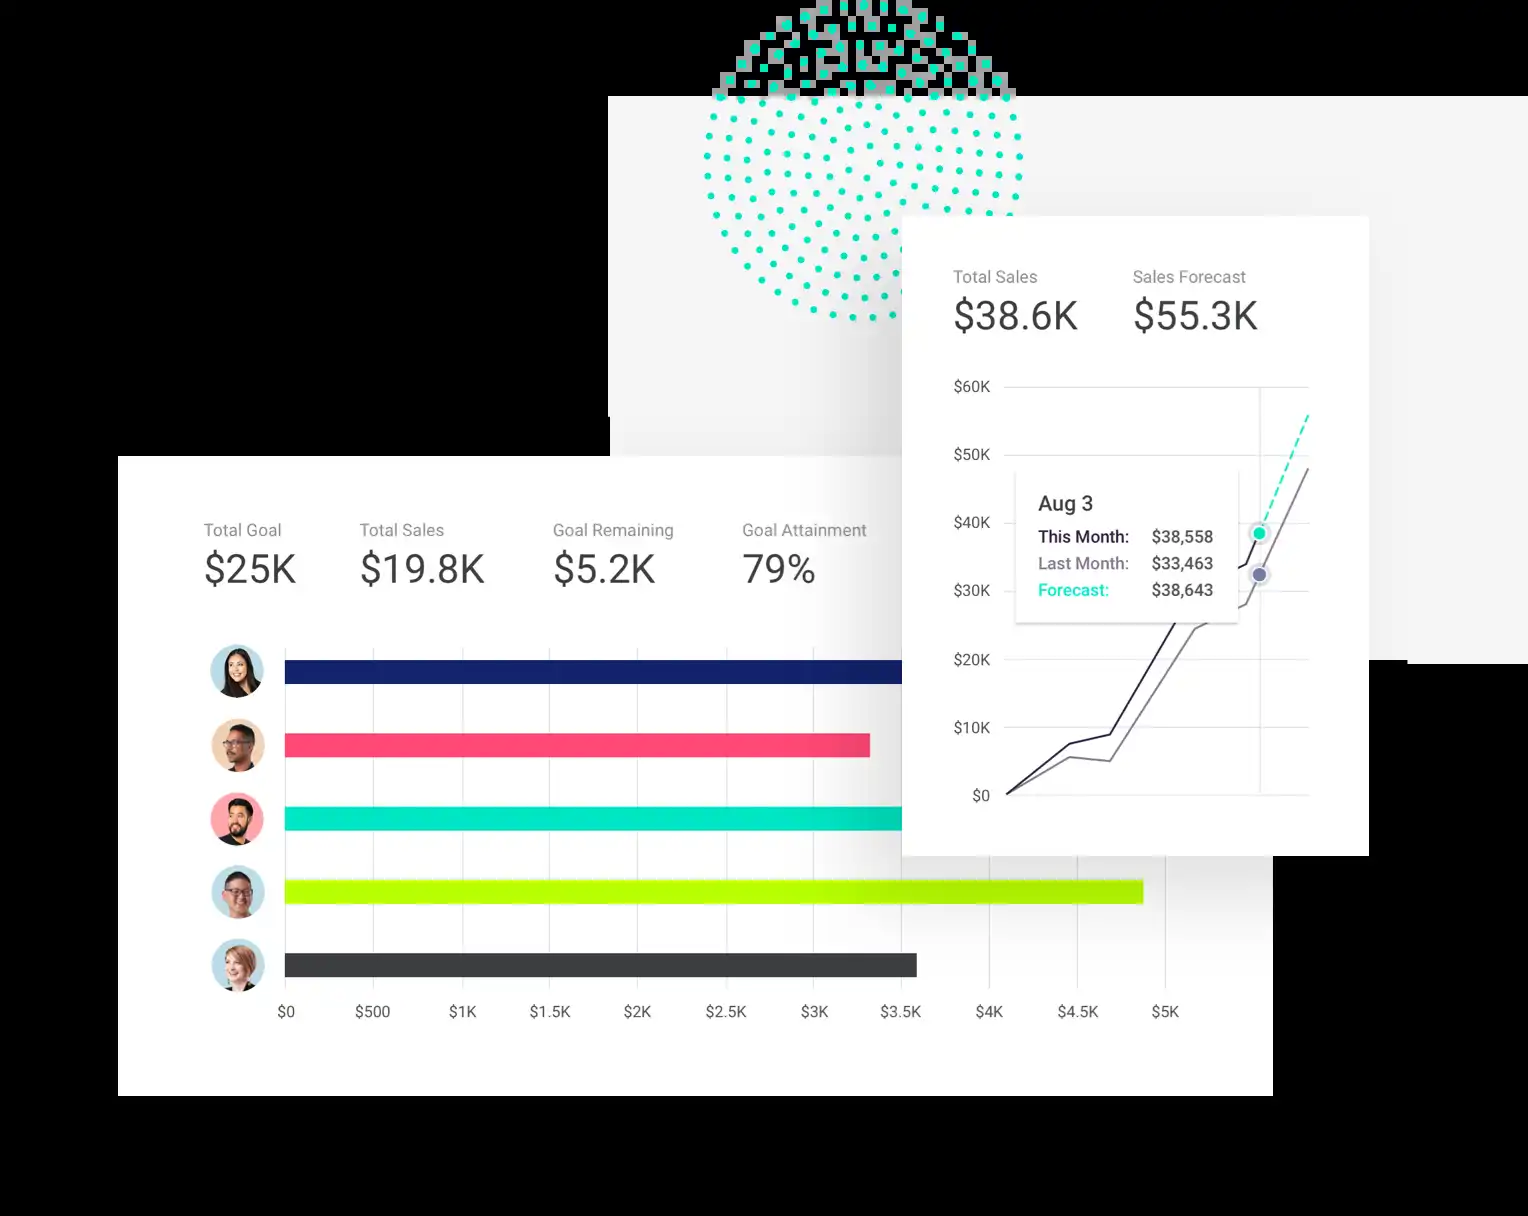 Total Sales
$38.6K
Sales Forecast
$55.3K
$60K
$50K
$40K
$30K
$20K
$10K
$0
Aug 3
This Month: $38,558
Last Month: $33,463
Forecast: $38,643
Total Goal
$25K
Total Sales
$19.8K
Goal Remaining
$5.2K
Goal Attainment
79%
$0 $500 $1K $1.5K $2K $2.5K $3K $3.5K $4K $4.5K $5K